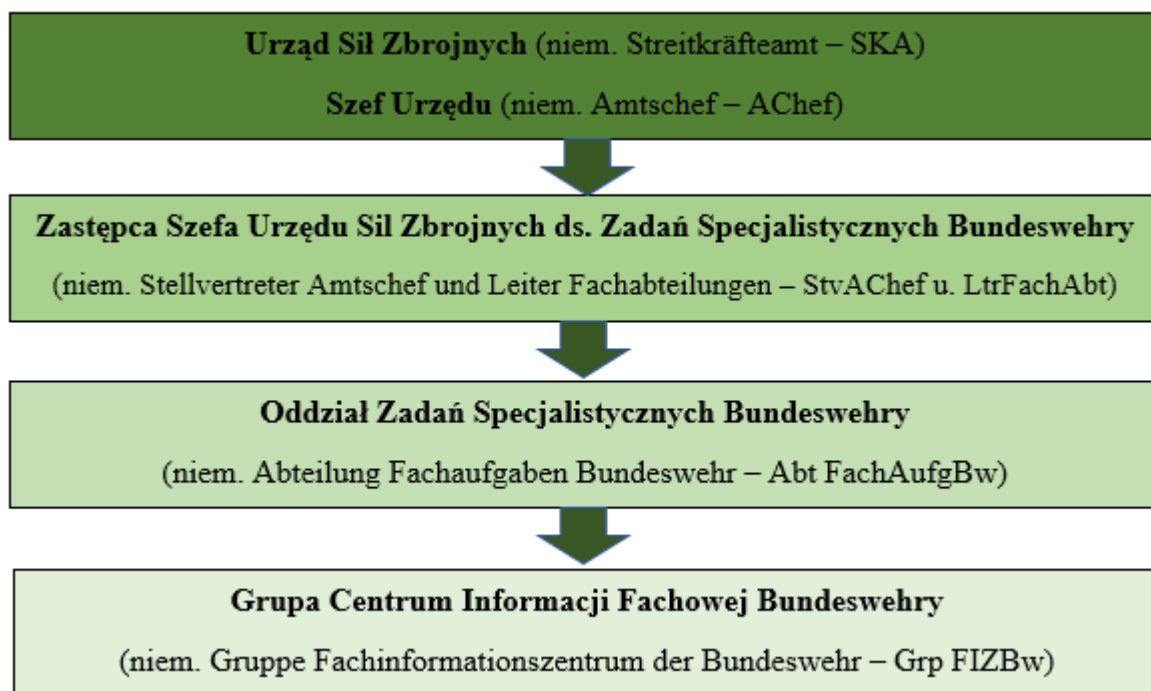 Urząd Sił Zbrojnych (niem. Streitkräfteamt – SKA)
Szef Urzędu (niem. Amtschef – AChef)
Zastępca Szefa Urzędu Sil Zbrojnych ds. Zadań Specjalistycznych Bundeswehry
(niem. Stellvertreter Amtschef und Leiter Fachabteilungen – StvAChef u. LtrFachAbt)
Oddział Zadań Specjalistycznych Bundeswehry
(niem. Abteilung Fachaufgaben Bundeswehr – Abt FachAufgBw)
Grupa Centrum Informacji Fachowej Bundeswehry
(niem. Gruppe Fachinformationszentrum der Bundeswehr – Grp FIZBw)